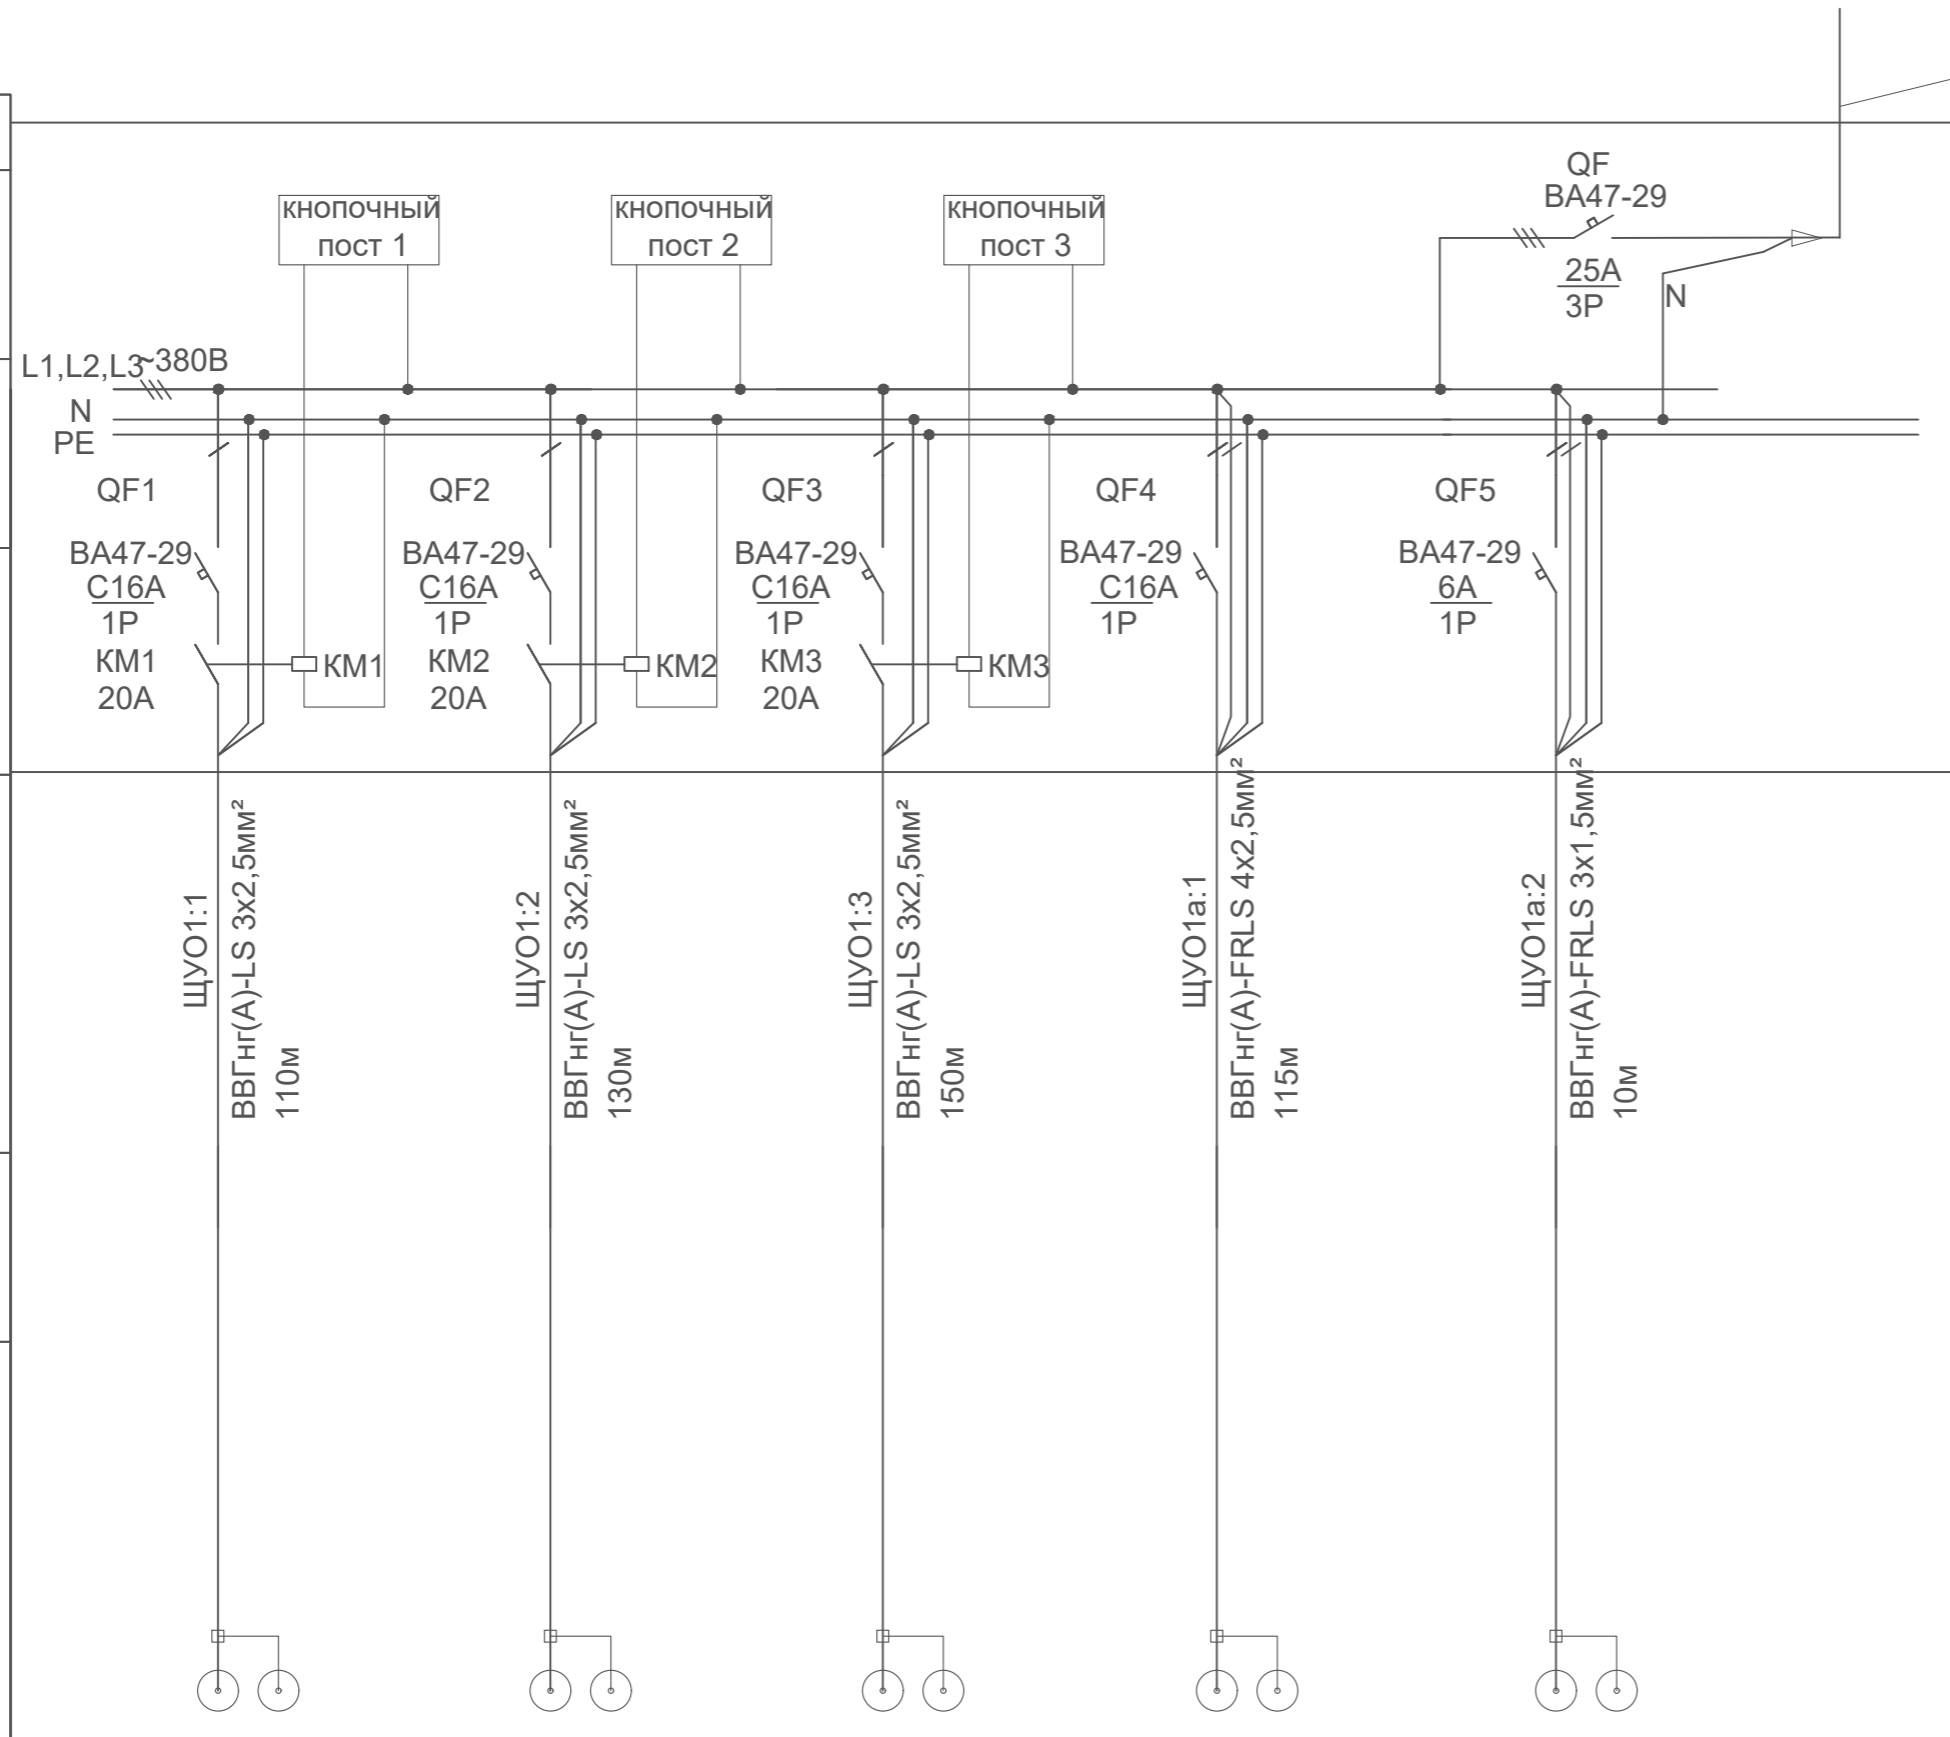 QF
ВА47-29
25А
3Р
N
кнопочный
пост 1
кнопочный
пост 2
кнопочный
пост 3
L1,L2,L3
~380В
N
PE
QF1
ВА47-29
С16А
1Р
КМ1
20А
КМ1
QF2
ВА47-29
С16А
1Р
КМ2
20А
КМ2
QF3
ВА47-29
С16А
1Р
КМ3
20А
КМ3
QF4
ВА47-29
С16А
1Р
QF5
ВА47-29
6А
1Р
ЩУО1:1
ВВГнг(А)-LS 3х2,5мм²
110м
ЩУО1:2
ВВГнг(А)-LS 3х2,5мм²
130м
ЩУО1:3
ВВГнг(А)-LS 3х2,5мм²
150м
ЩУО1а:1
ВВГнг(А)-FRLS 4х2,5мм²
115м
ЩУО1а:2
ВВГнг(А)-FRLS 3х1,5мм²
10м